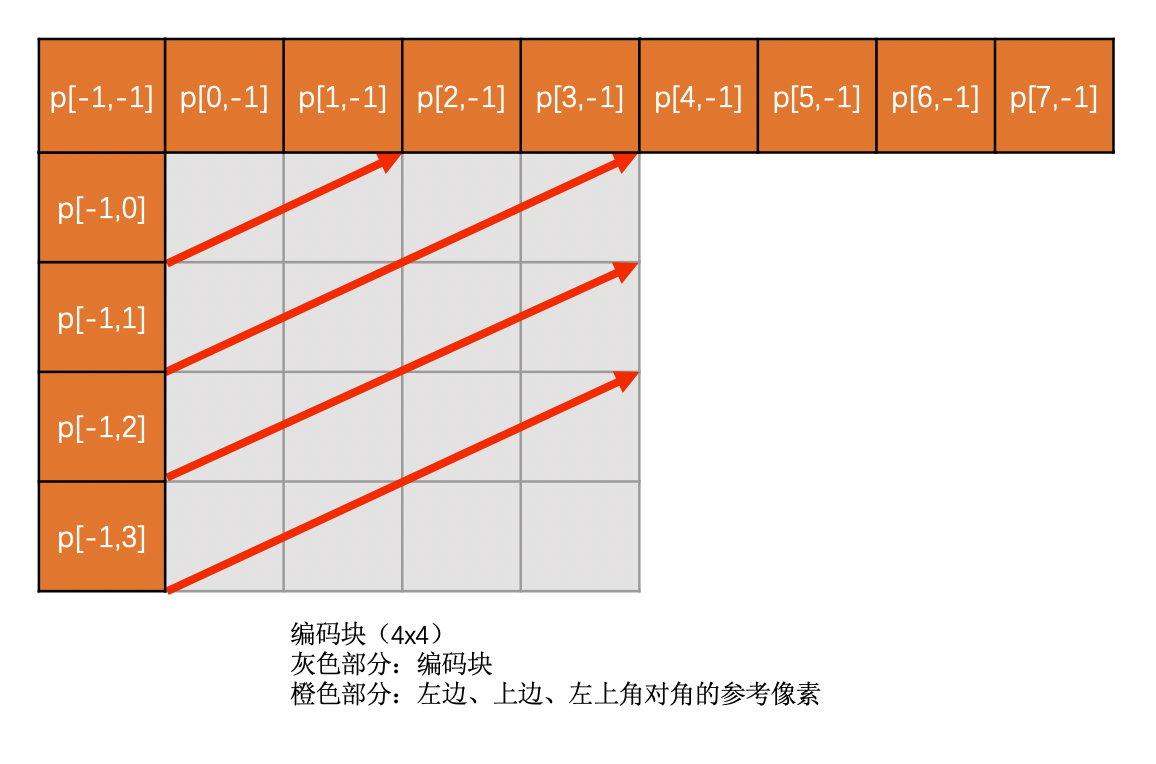 p[-1,-1] p[0,-1] p[1,-1] p[2,-1] p[3,-1] p[4,-1] p[5,-1] p[6,-1] p[7,-1]
p[-1,0]
p[-1,1]
p[-1,2]
p[-1,3]
编码块（4x4）
灰色部分：编码块
橙色部分：左边、上边、左上角对角的参考像素